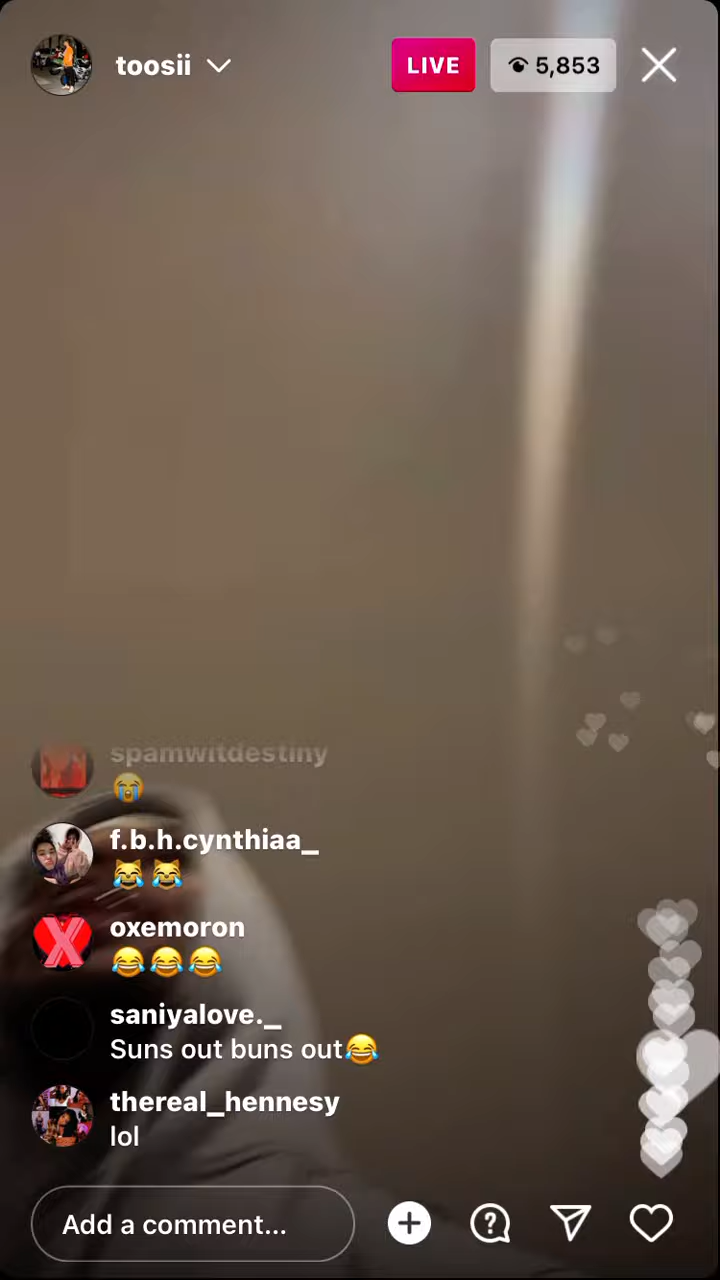 toosii
LIVE
5,853
spamwitdestiny
😭
f.b.h.cynthiaa_
😹😹
oxemoron
😂😂😂
saniyalove._
Suns out buns out😂
thereal_hennesy
lol
Add a comment...